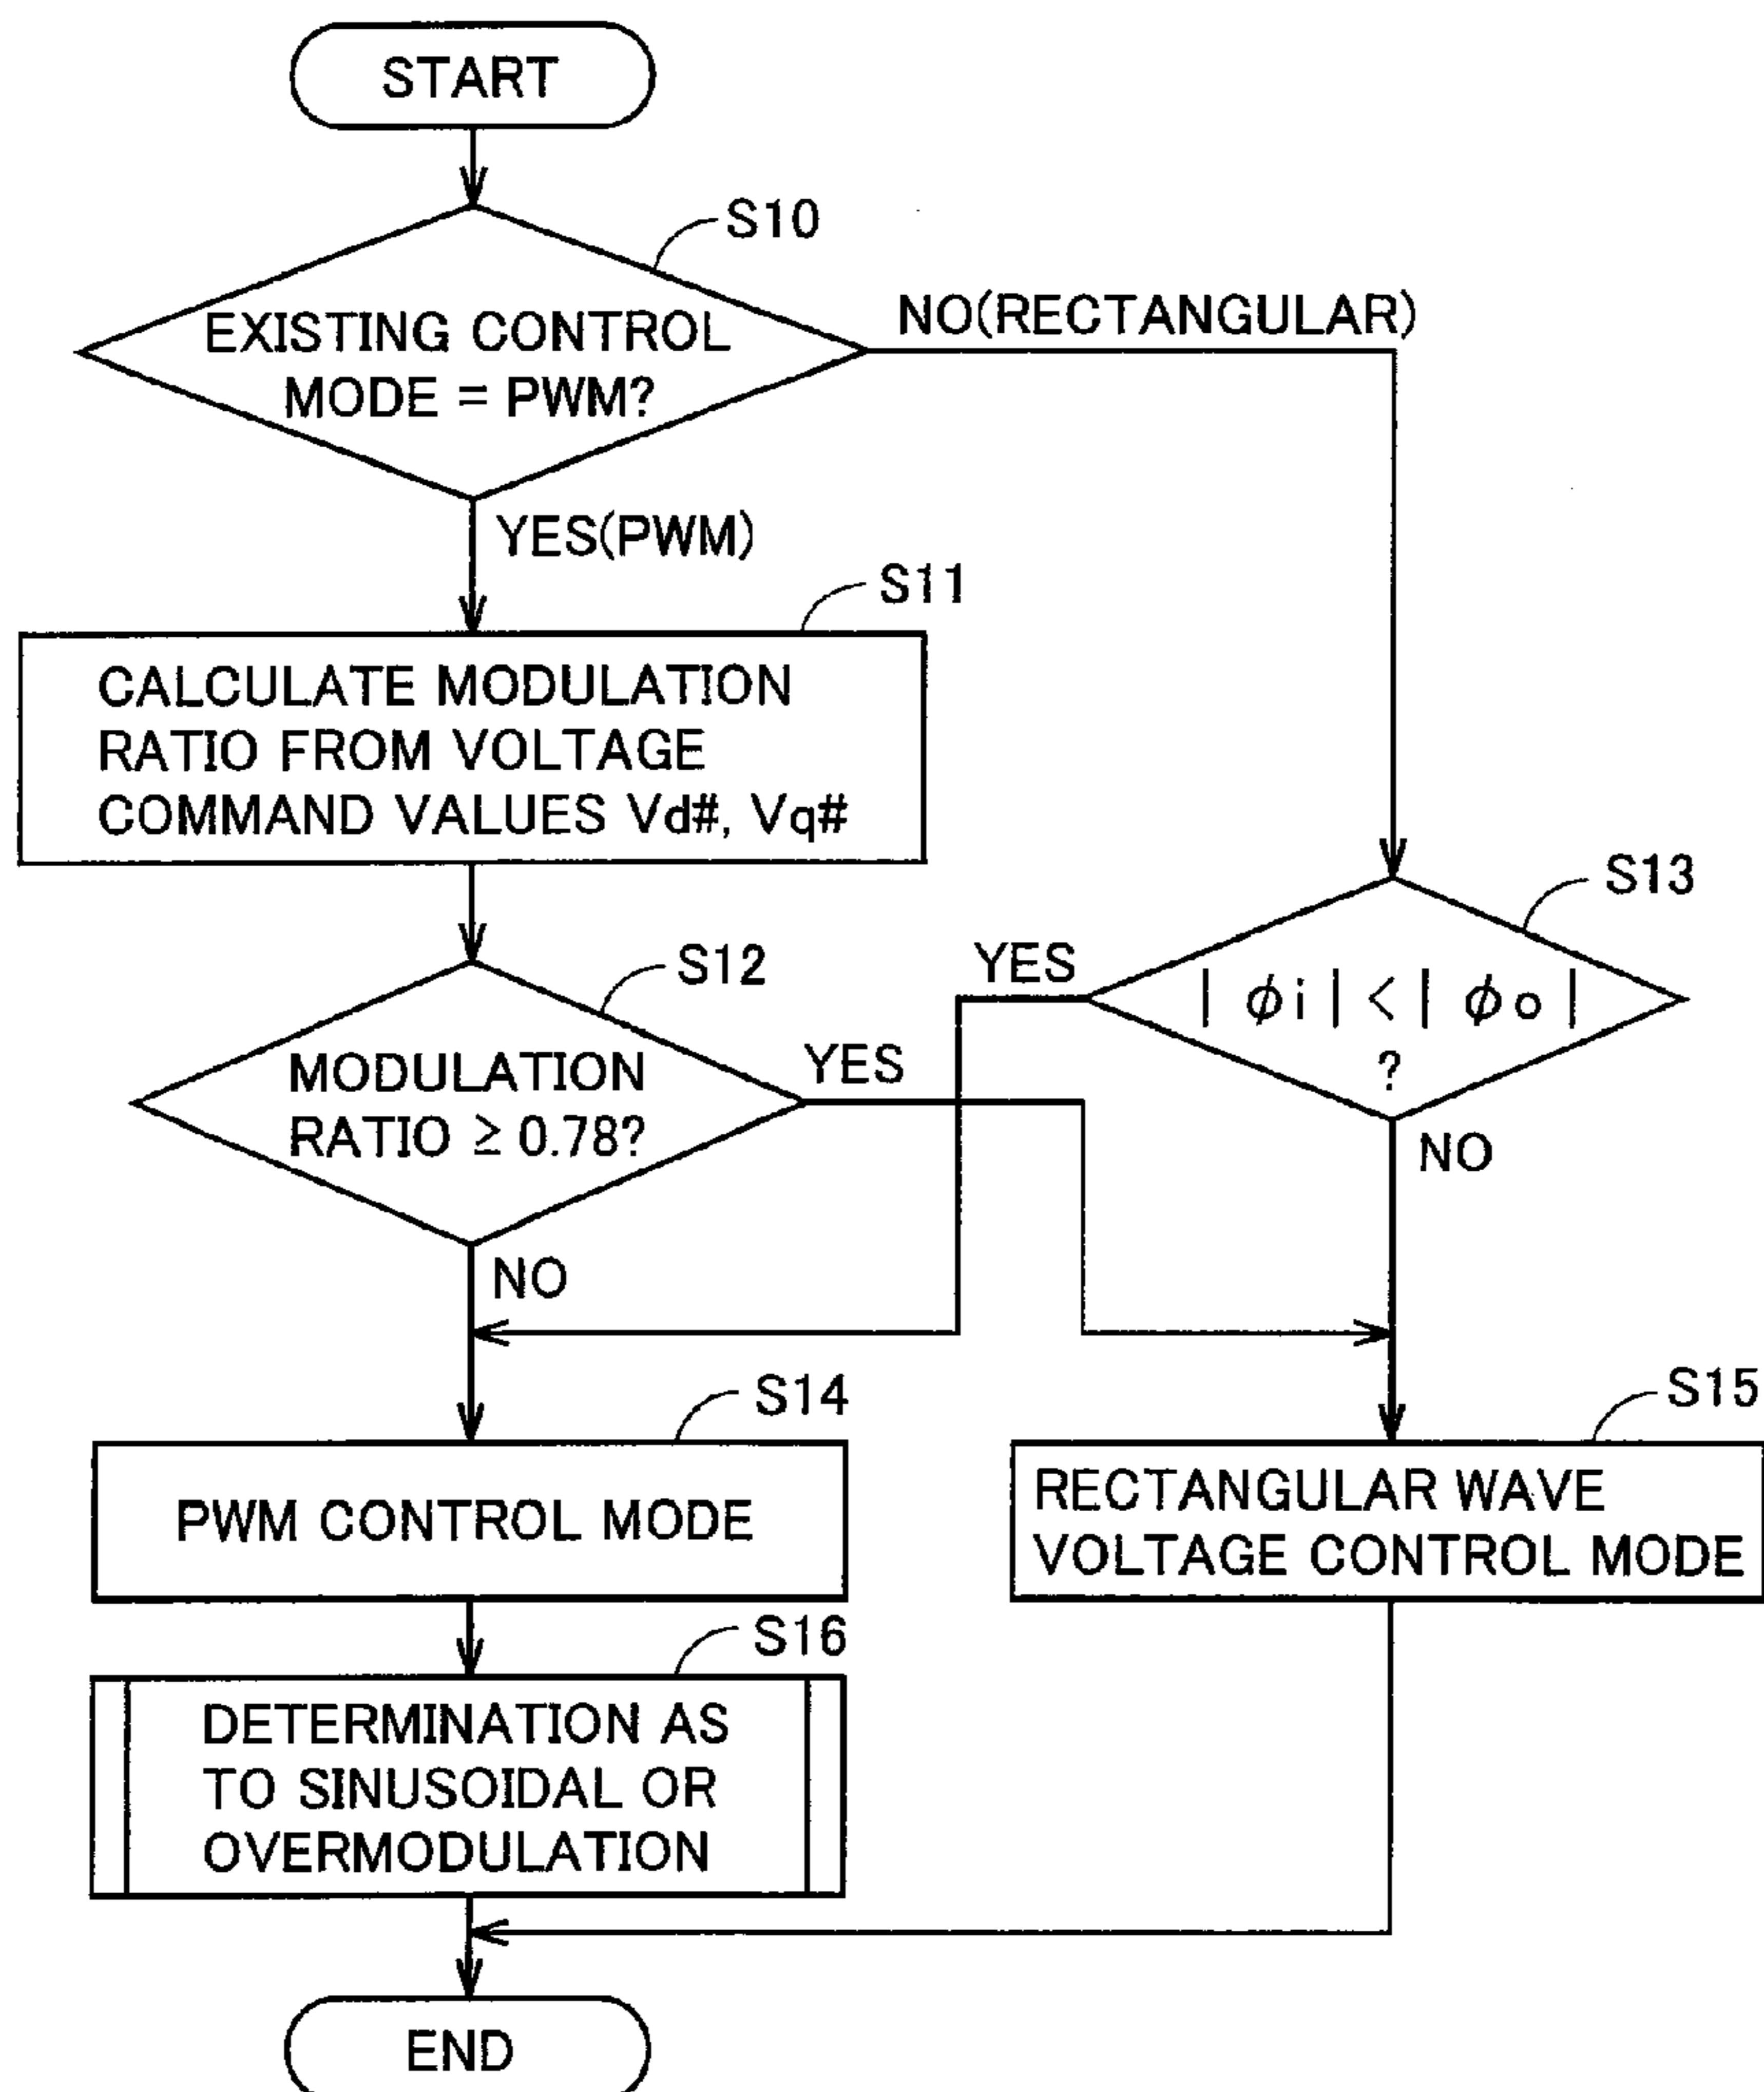 START
S10
EXISTING CONTROL
MODE = PWM?
NO(RECTANGULAR)
YES(PWM)
S11
CALCULATE MODULATION
RATIO FROM VOLTAGE
COMMAND VALUES Vd#, Vq#
S13
| ϕi | < | ϕo |
?
YES
NO
S12
MODULATION
RATIO ≥ 0.78?
YES
NO
S14
PWM CONTROL MODE
S15
RECTANGULAR WAVE
VOLTAGE CONTROL MODE
S16
DETERMINATION AS
TO SINUSOIDAL OR
OVERMODULATION
END